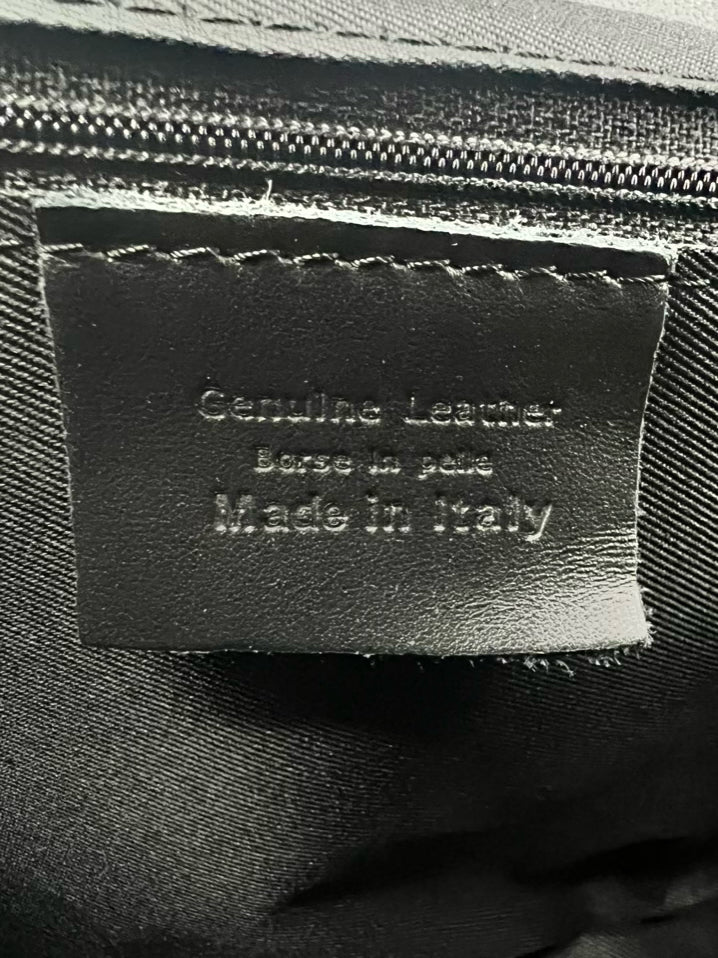 Genuine Leather
Borse in pelle
Made in Italy